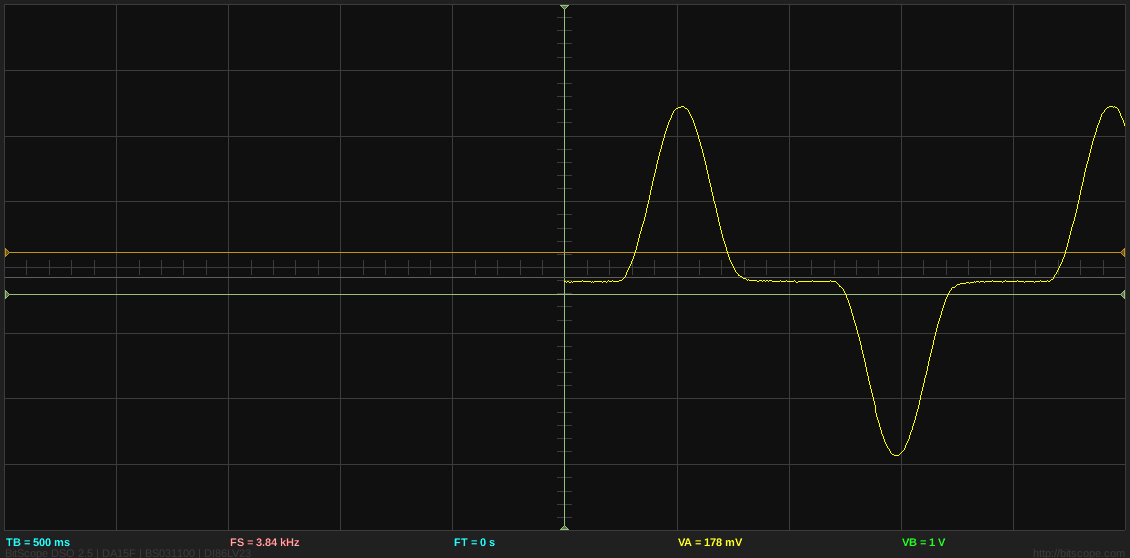 TB = 500 ms FS = 3.84 kHz FT = 0 s VA = 178 mV VB = 1 V
BitScope DSO 2.5 | DA15F | BS031100 | DI86LV23 http://bitscope.com